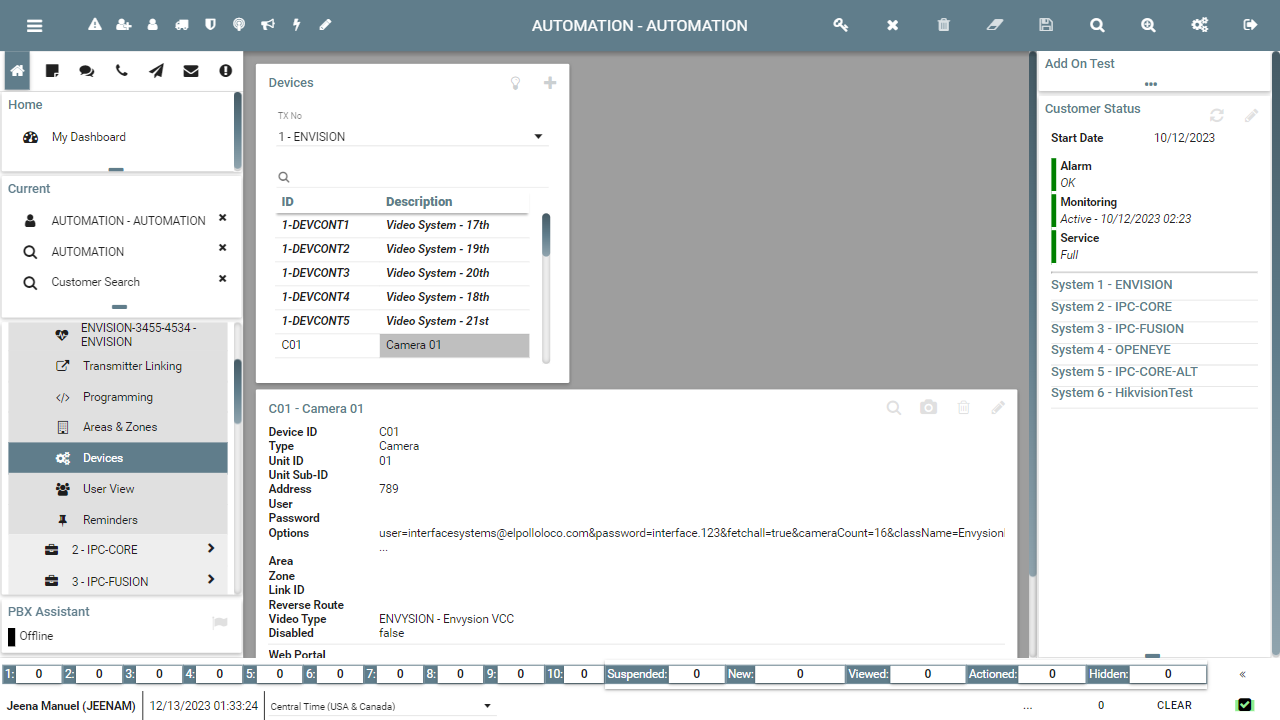 AUTOMATION - AUTOMATION
Home
My Dashboard
Current
AUTOMATION - AUTOMATION
AUTOMATION
Customer Search
ENVISION-3455-4534 -
ENVISION
Transmitter Linking
Programming
Areas & Zones
Devices
User View
Reminders
2 - IPC-CORE
3 - IPC-FUSION
PBX Assistant
Offline
Devices
TX No
1 - ENVISION
ID Description
1-DEVCONT1 Video System - 17th
1-DEVCONT2 Video System - 19th
1-DEVCONT3 Video System - 20th
1-DEVCONT4 Video System - 18th
1-DEVCONT5 Video System - 21st
C01 Camera 01
C01 - Camera 01
Device ID C01
Type Camera
Unit ID 01
Unit Sub-ID
Address 789
User
Password
Options user=interfacesystems@elpolloloco.com&password=interface.123&fetchall=true&cameraCount=16&className=Envysion
...
Area
Zone
Link ID
Reverse Route
Video Type ENVYSION - Envysion VCC
Disabled false
Web Portal
Add On Test
Customer Status
Start Date 10/12/2023
Alarm
OK
Monitoring
Active - 10/12/2023 02:23
Service
Full
System 1 - ENVISION
System 2 - IPC-CORE
System 3 - IPC-FUSION
System 4 - OPENEYE
System 5 - IPC-CORE-ALT
System 6 - HikvisionTest
1: 0 2: 0 3: 0 4: 0 5: 0 6: 0 7: 0 8: 0 9: 0 10: 0 Suspended: 0 New: 0 Viewed: 0 Actioned: 0 Hidden: 0 «
Jeena Manuel (JEENAM) 12/13/2023 01:33:24 Central Time (USA & Canada) ... 0 CLEAR